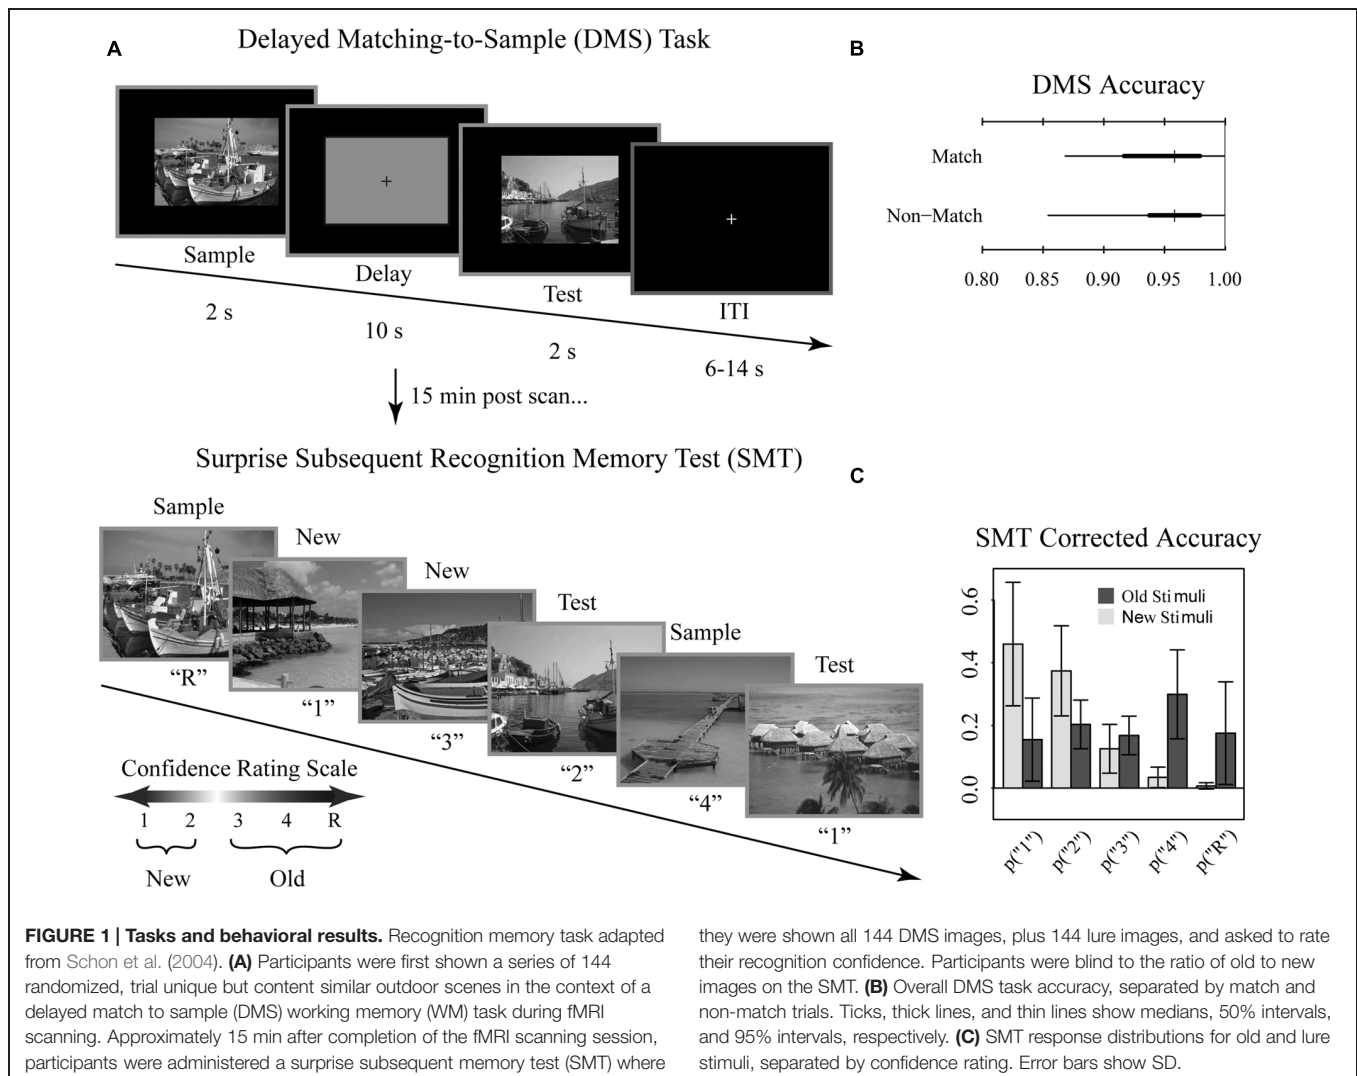 A
Delayed Matching-to-Sample (DMS) Task
Sample
Delay
Test
ITI
2 s
10 s
2 s
6-14 s
15 min post scan...
B
DMS Accuracy
Match
Non−Match
0.80 0.85 0.90 0.95 1.00
Surprise Subsequent Recognition Memory Test (SMT)
Sample
New
New
Test
Sample
Test
“R”
“1”
“3”
“2”
“4”
“1”
Confidence Rating Scale
1 2 3 4 R
New Old
C
SMT Corrected Accuracy
Old Stimuli
New Stimuli
0.6
0.4
0.2
0.0
p("1") p("2") p("3") p("4") p("R")
FIGURE 1 | Tasks and behavioral results. Recognition memory task adapted
from Schon et al. (2004). (A) Participants were first shown a series of 144
randomized, trial unique but content similar outdoor scenes in the context of a
delayed match to sample (DMS) working memory (WM) task during fMRI
scanning. Approximately 15 min after completion of the fMRI scanning session,
participants were administered a surprise subsequent memory test (SMT) where
they were shown all 144 DMS images, plus 144 lure images, and asked to rate
their recognition confidence. Participants were blind to the ratio of old to new
images on the SMT. (B) Overall DMS task accuracy, separated by match and
non-match trials. Ticks, thick lines, and thin lines show medians, 50% intervals,
and 95% intervals, respectively. (C) SMT response distributions for old and lure
stimuli, separated by confidence rating. Error bars show SD.